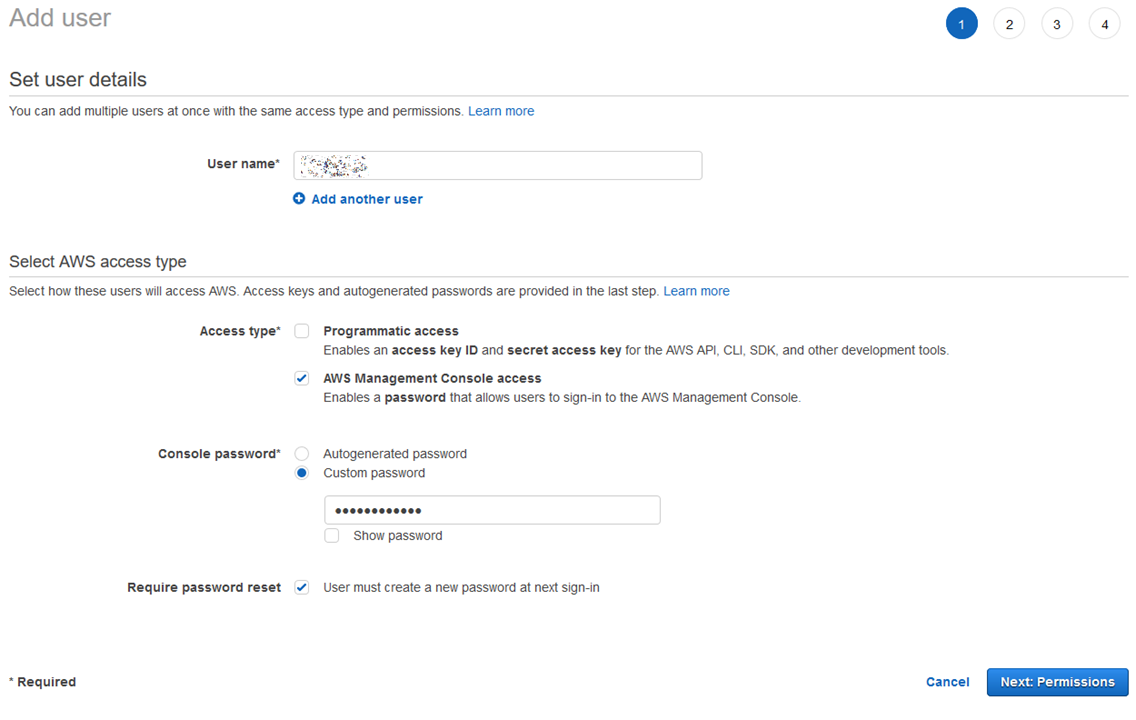 Add user
1 2 3 4
Set user details
You can add multiple users at once with the same access type and permissions. Learn more
User name*
Add another user
Select AWS access type
Select how these users will access AWS. Access keys and autogenerated passwords are provided in the last step. Learn more
Access type* Programmatic access
Enables an access key ID and secret access key for the AWS API, CLI, SDK, and other development tools.
AWS Management Console access
Enables a password that allows users to sign-in to the AWS Management Console.
Console password* Autogenerated password
Custom password
••••••••••••
Show password
Require password reset User must create a new password at next sign-in
* Required Cancel Next: Permissions